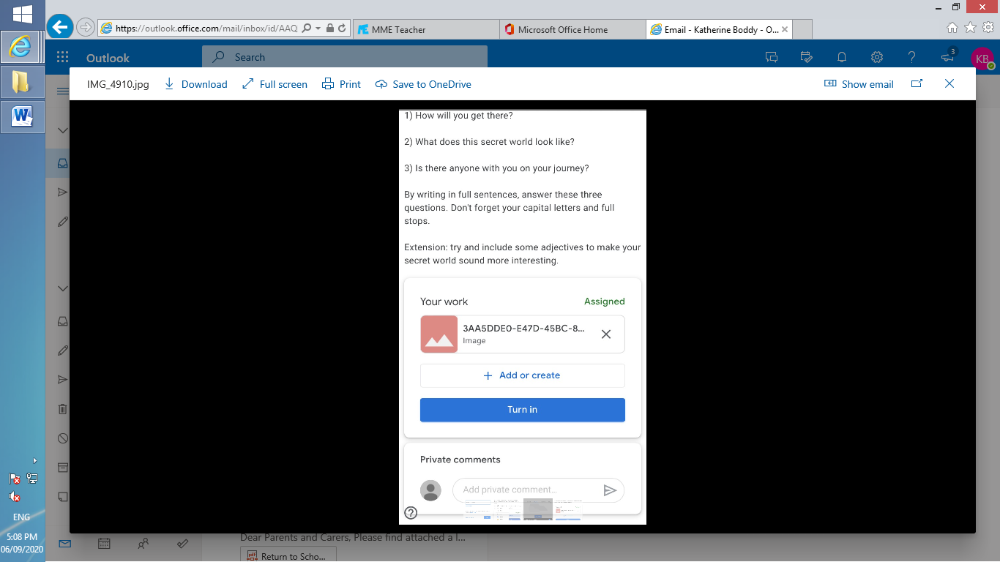 https://outlook.office.com/mail/inbox/id/AAQ
MME Teacher
Microsoft Office Home
Email - Katherine Boddy - O...
Outlook
Search
3
KB
IMG_4910.jpg
Download
Full screen
Print
Save to OneDrive
Show email
1) How will you get there?
2) What does this secret world look like?
3) Is there anyone with you on your journey?
By writing in full sentences, answer these three
questions. Don't forget your capital letters and full
stops.
Extension: try and include some adjectives to make your
secret world sound more interesting.
Your work
Assigned
3AA5DDE0-E47D-45BC-8...
Image
Add or create
Turn in
Private comments
Add private comment...
Dear Parents and Carers, Please find attached a l...
Return to Scho...
ENG
5:08 PM
06/09/2020